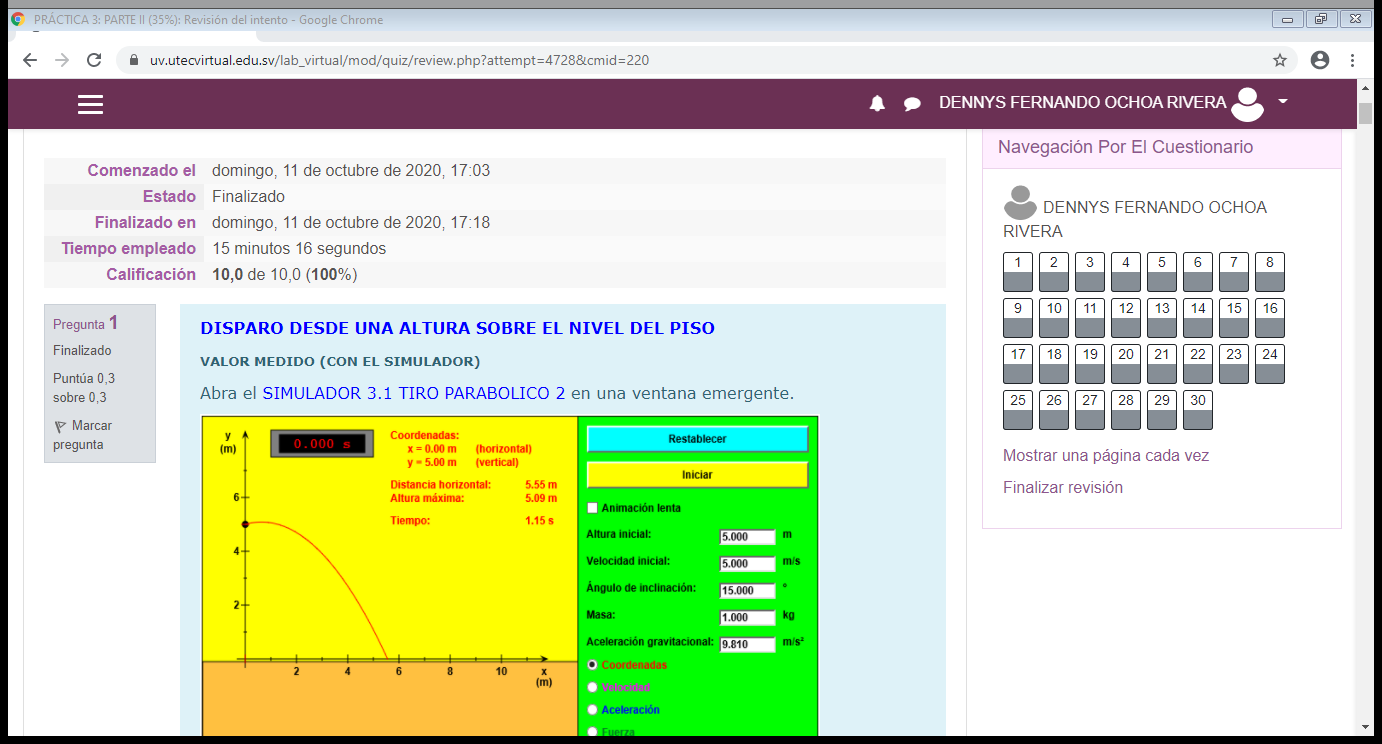 PRÁCTICA 3: PARTE II (35%): Revisión del intento - Google Chrome
uv.utecvirtual.edu.sv/lab_virtual/mod/quiz/review.php?attempt=4728&cmid=220
DENNYS FERNANDO OCHOA RIVERA
Comenzado el domingo, 11 de octubre de 2020, 17:03
Estado Finalizado
Finalizado en domingo, 11 de octubre de 2020, 17:18
Tiempo empleado 15 minutos 16 segundos
Calificación 10,0 de 10,0 (100%)
Pregunta 1
Finalizado
Puntúa 0,3
sobre 0,3
Marcar
pregunta
DISPARO DESDE UNA ALTURA SOBRE EL NIVEL DEL PISO
VALOR MEDIDO (CON EL SIMULADOR)
Abra el SIMULADOR 3.1 TIRO PARABOLICO 2 en una ventana emergente.
y
(m)
6
4
2
2 4 6 8 10 x
(m)
0.000 s
Coordenadas:
x = 0.00 m (horizontal)
y = 5.00 m (vertical)
Distancia horizontal: 5.55 m
Altura máxima: 5.09 m
Tiempo: 1.15 s
Restablecer
Iniciar
Animación lenta
Altura inicial: 5.000 m
Velocidad inicial: 5.000 m/s
Ángulo de inclinación: 15.000 °
Masa: 1.000 kg
Aceleración gravitacional: 9.810 m/s²
Coordenadas
Velocidad
Aceleración
Fuerza
Navegación Por El Cuestionario
DENNYS FERNANDO OCHOA
RIVERA
1 2 3 4 5 6 7 8
9 10 11 12 13 14 15 16
17 18 19 20 21 22 23 24
25 26 27 28 29 30
Mostrar una página cada vez
Finalizar revisión